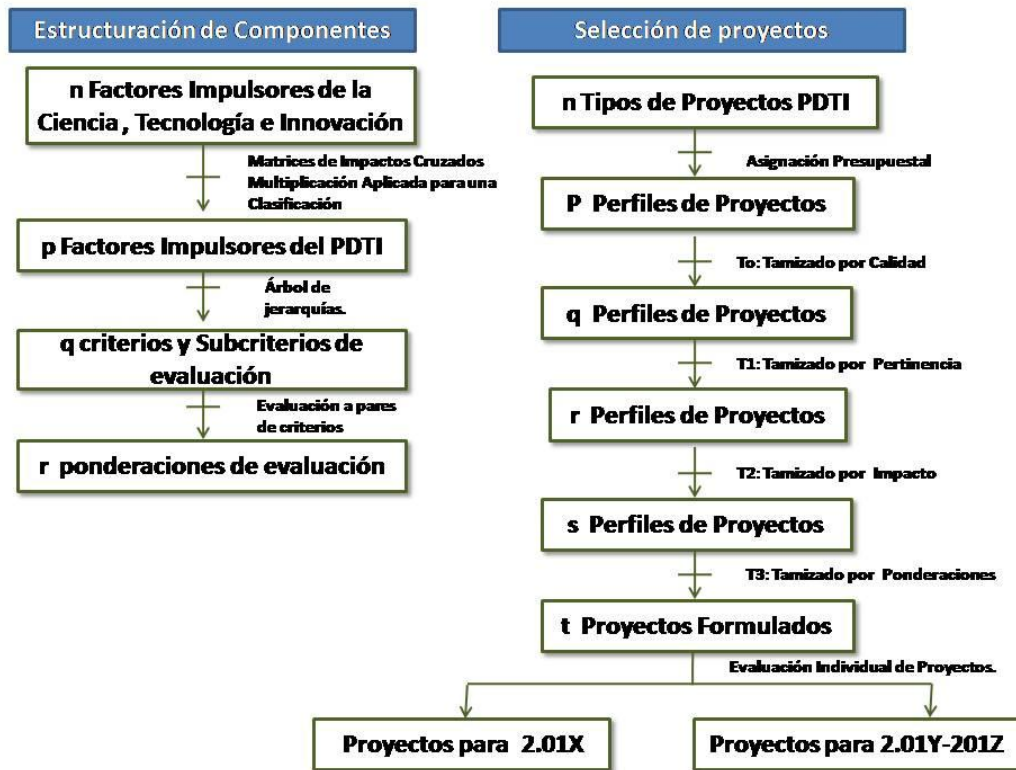 Estructuración de Componentes
n Factores Impulsores de la
Ciencia , Tecnología e Innovación
Matrices de Impactos Cruzados
Multiplicación Aplicada para una
Clasificación
p Factores Impulsores del PDTI
Árbol de
jerarquías.
q criterios y Subcriterios de
evaluación
Evaluación a pares
de criterios
r ponderaciones de evaluación
Selección de proyectos
n Tipos de Proyectos PDTI
Asignación Presupuestal
P Perfiles de Proyectos
To: Tamizado por Calidad
q Perfiles de Proyectos
T1: Tamizado por Pertinencia
r Perfiles de Proyectos
T2: Tamizado por Impacto
s Perfiles de Proyectos
T3: Tamizado por Ponderaciones
t Proyectos Formulados
Evaluación Individual de Proyectos.
Proyectos para 2.01X
Proyectos para 2.01Y-201Z